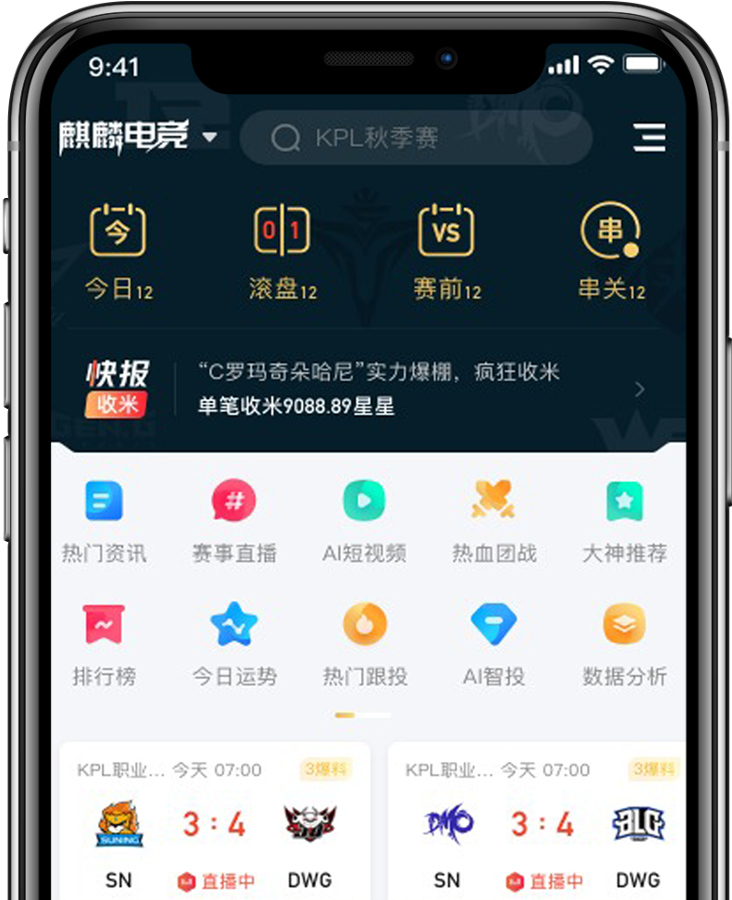 9:41
麒麟电竞
KPL秋季赛
今
0 1
VS
串
今日12
滚盘12
赛前12
串关12
快报
收米
“C罗玛奇朵哈尼”实力爆棚，疯狂收米
单笔收米9088.89星星
#
热门资讯
赛事直播
AI短视频
热血团战
大神推荐
排行榜
今日运势
热门跟投
AI智投
数据分析
KPL职业... 今天 07:00
3爆料
KPL职业... 今天 07:00
3爆料
SUNING
3 : 4
DMO
3 : 4
BLG
SN
直播中
DWG
SN
直播中
DWG